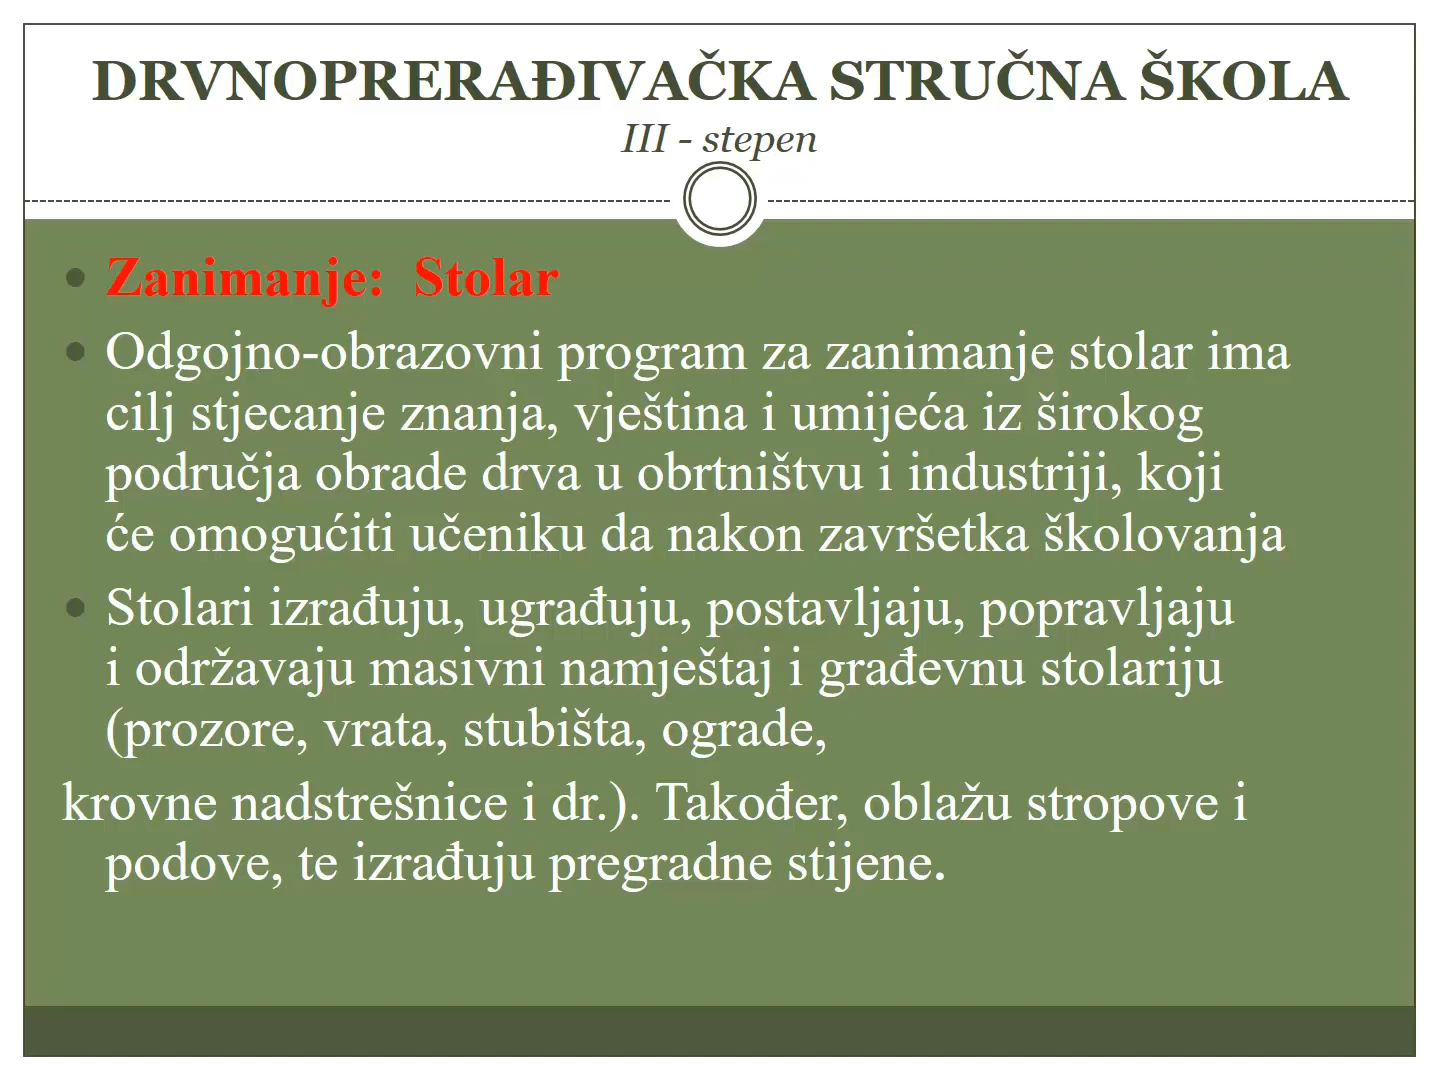 DRVNOPRERAĐIVAČKA STRUČNA ŠKOLA
III - stepen
Zanimanje: Stolar
Odgojno-obrazovni program za zanimanje stolar ima
cilj stjecanje znanja, vještina i umijeća iz širokog
područja obrade drva u obrtništvu i industriji, koji
će omogućiti učeniku da nakon završetka školovanja
Stolari izrađuju, ugrađuju, postavljaju, popravljaju
i održavaju masivni namještaj i građevnu stolariju
(prozore, vrata, stubišta, ograde,
krovne nadstrešnice i dr.). Također, oblažu stropove i
podove, te izrađuju pregradne stijene.